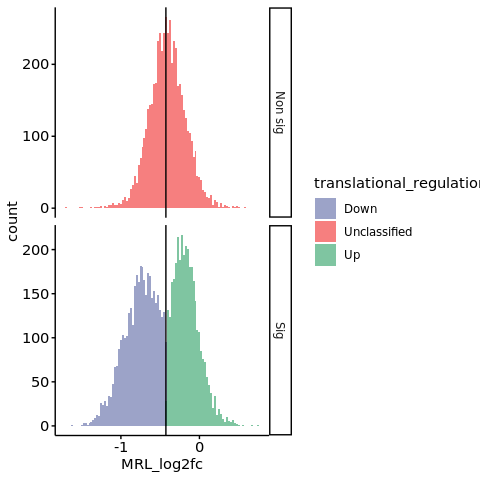 count
200
100
0
Non sig
200
150
100
50
0
Sig
-1
0
MRL_log2fc
translational_regulation
Down
Unclassified
Up